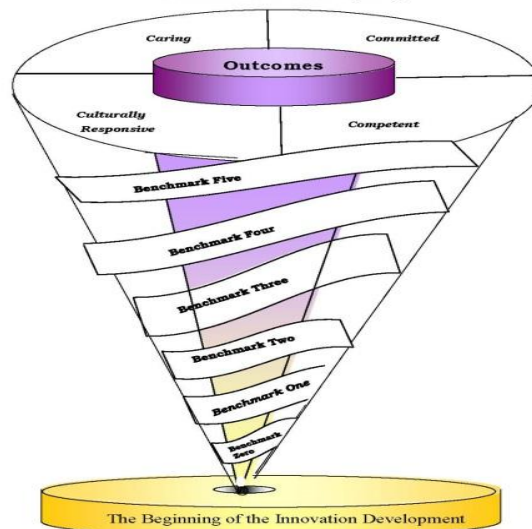 Caring
Committed
Outcomes
Culturally
Responsive
Competent
Benchmark Five
Benchmark Four
Benchmark Three
Benchmark Two
Benchmark One
Benchmark
Zero
The Beginning of the Innovation Development